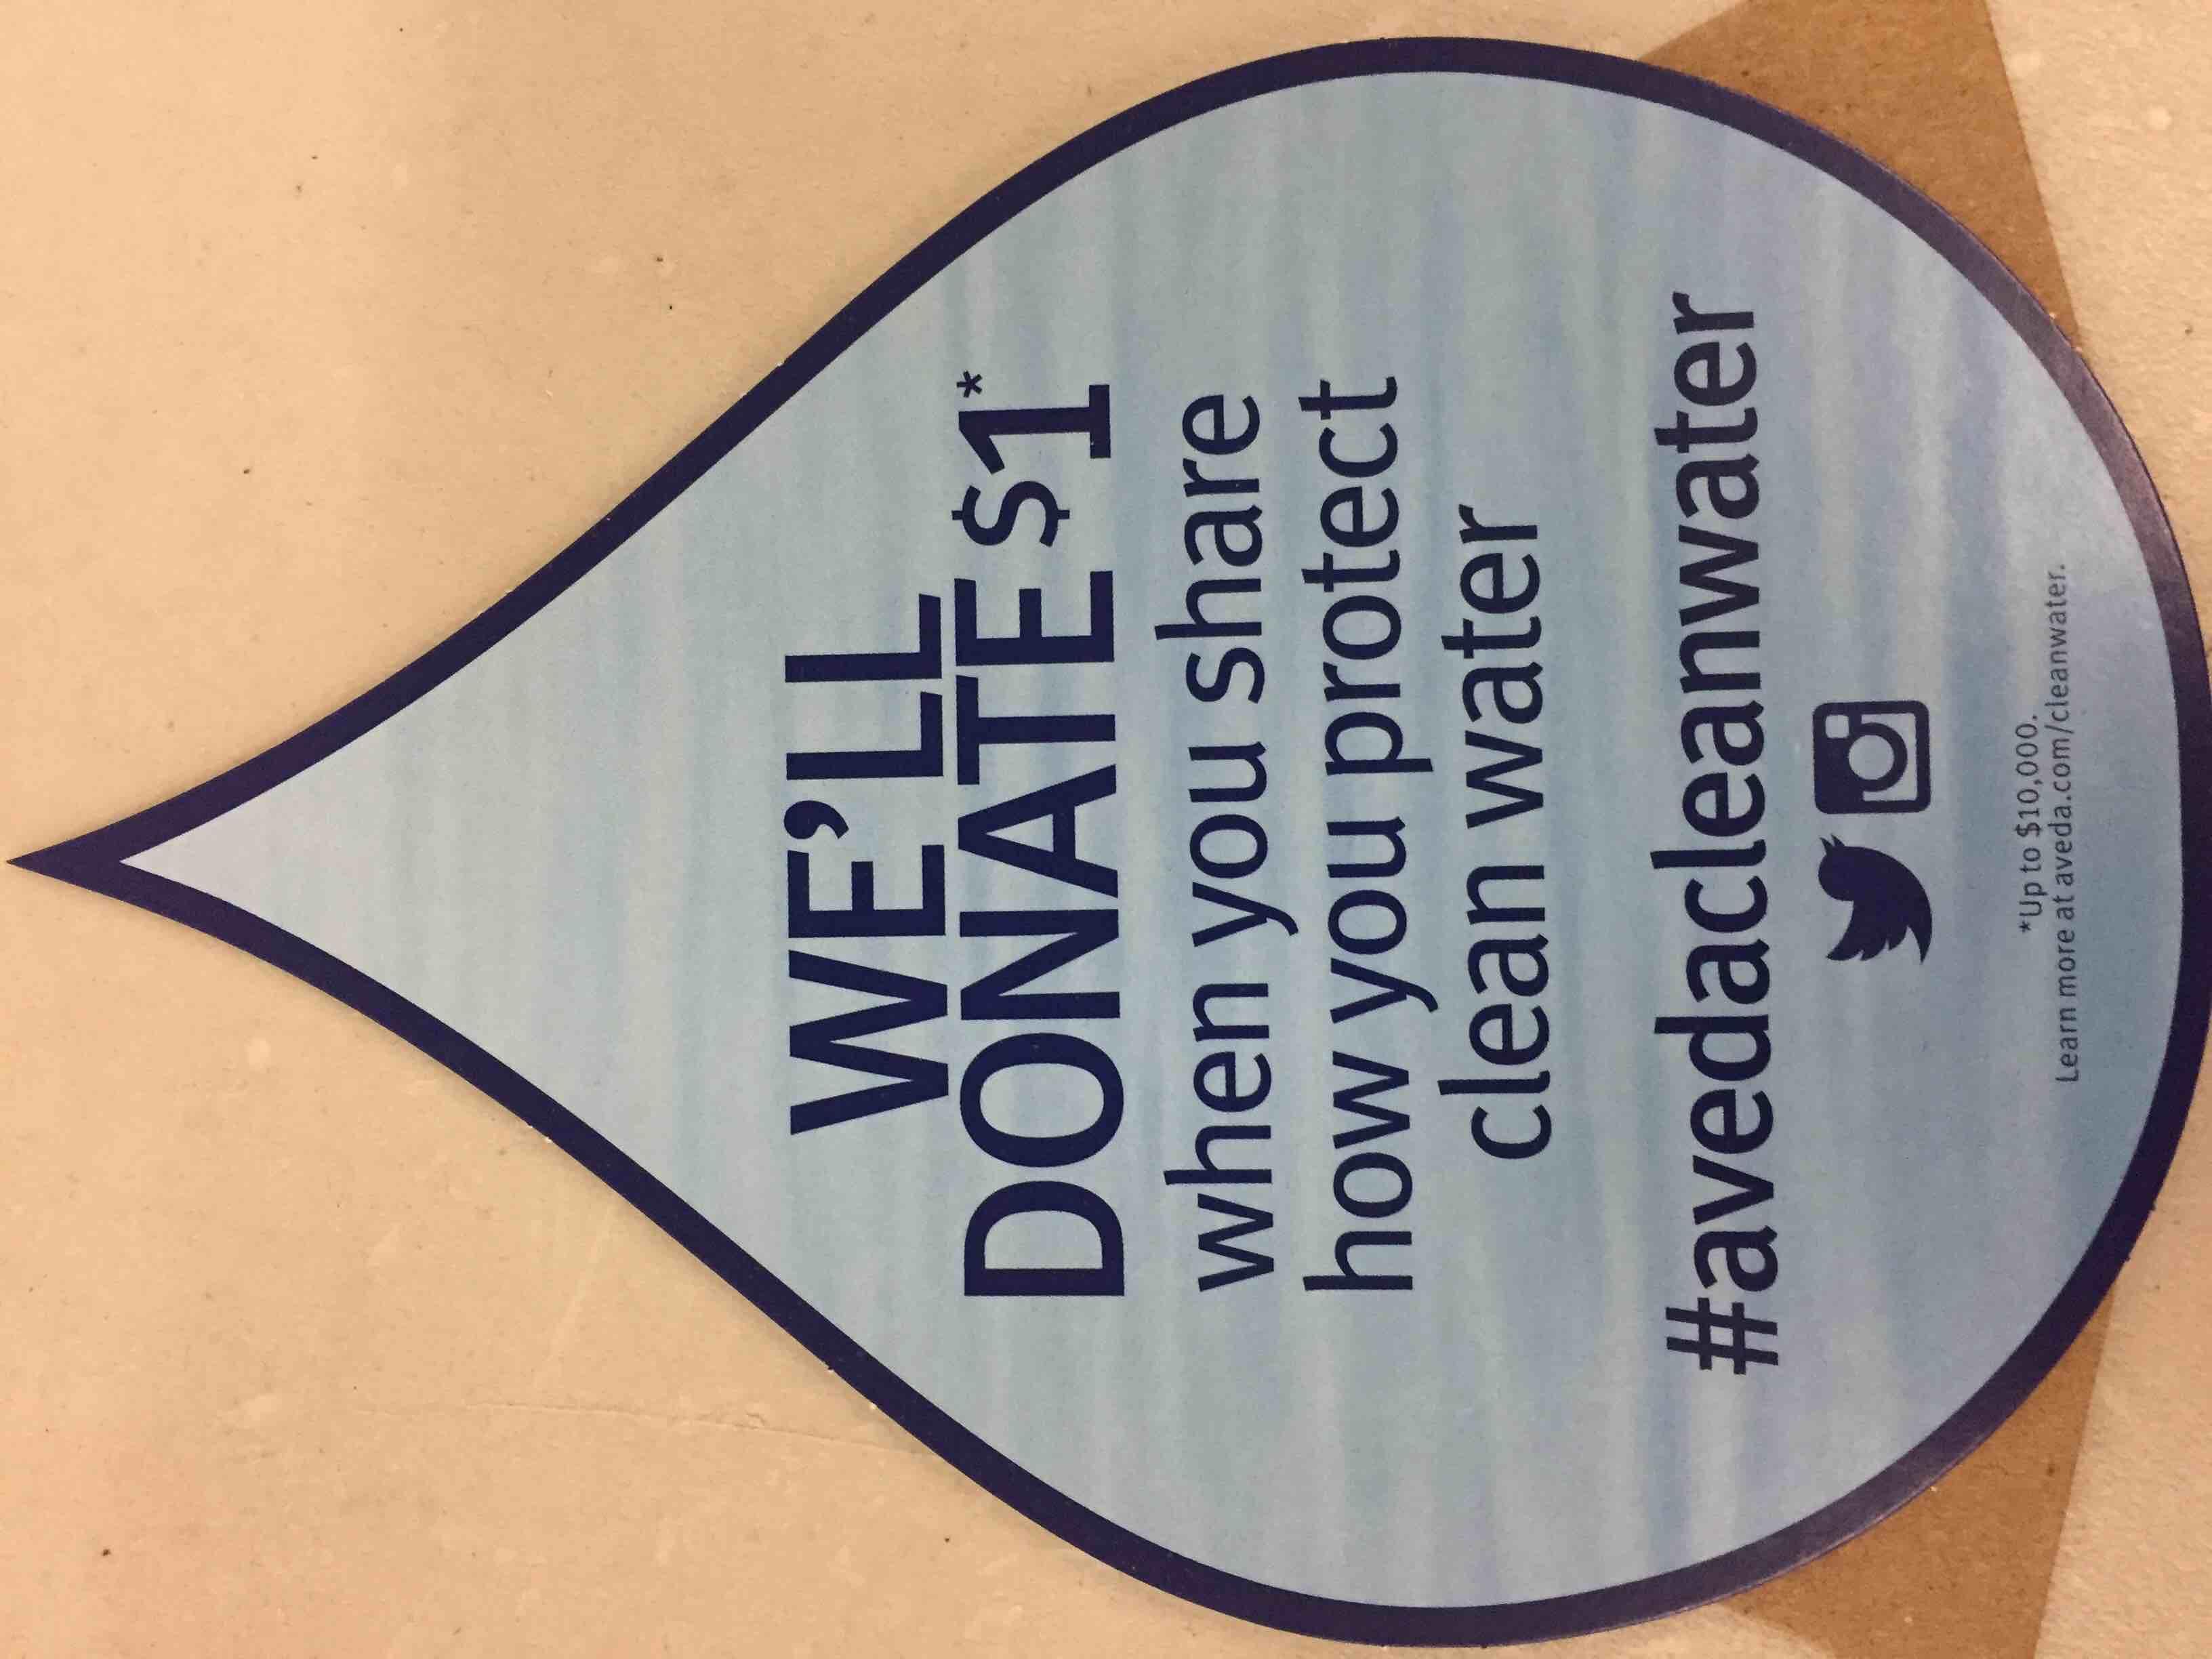 WE'LL
DONATE $1*
when you share
how you protect
clean water
#avedacleanwater
*Up to $10,000.
Learn more at aveda.com/cleanwater.